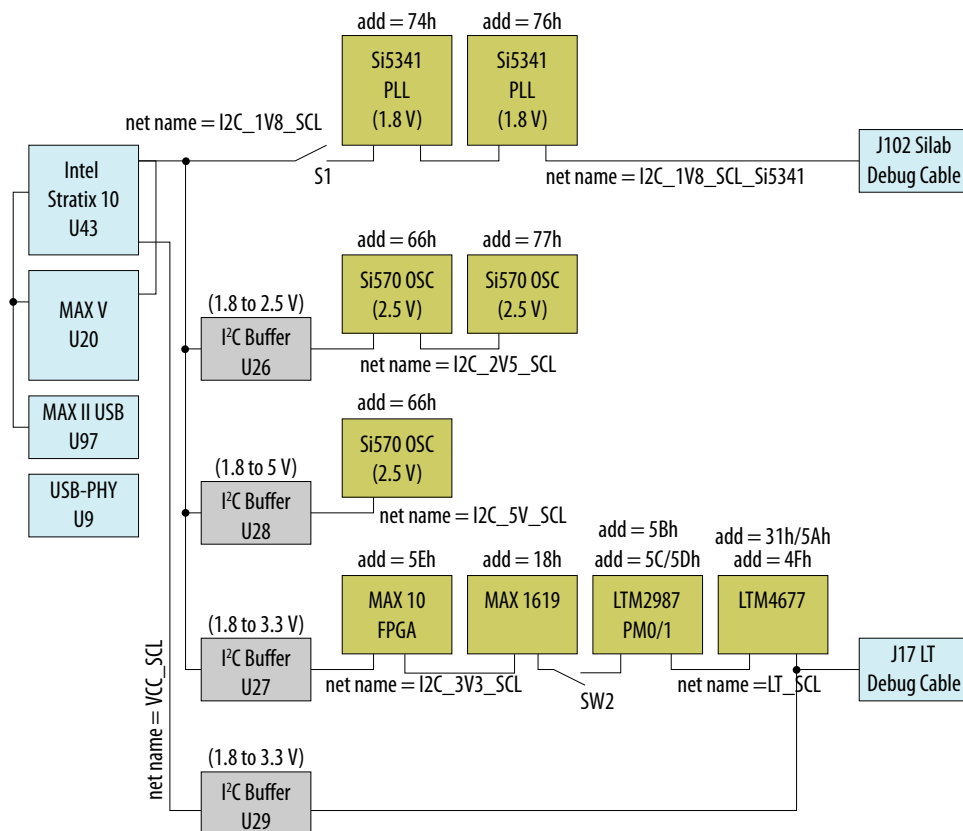 add = 74h
add = 76h
Si5341
PLL
(1.8 V)
Si5341
PLL
(1.8 V)
net name = I2C_1V8_SCL
S1
Intel
Stratix 10
U43
J102 Silab
Debug Cable
net name = I2C_1V8_SCL_Si5341
add = 66h
add = 77h
MAX V
U20
(1.8 to 2.5 V)
I²C Buffer
U26
Si570 OSC
(2.5 V)
Si570 OSC
(2.5 V)
net name = I2C_2V5_SCL
MAX II USB
U97
add = 66h
Si570 OSC
(2.5 V)
USB-PHY
U9
(1.8 to 5 V)
I²C Buffer
U28
net name = I2C_5V_SCL
add = 5Eh
add = 18h
add = 5Bh
add = 5C/5Dh
add = 31h/5Ah
add = 4Fh
(1.8 to 3.3 V)
I²C Buffer
U27
MAX 10
FPGA
MAX 1619
LTM2987
PM0/1
LTM4677
J17 LT
Debug Cable
net name = I2C_3V3_SCL
SW2
net name =LT_SCL
net name = VCC_SCL
(1.8 to 3.3 V)
I²C Buffer
U29